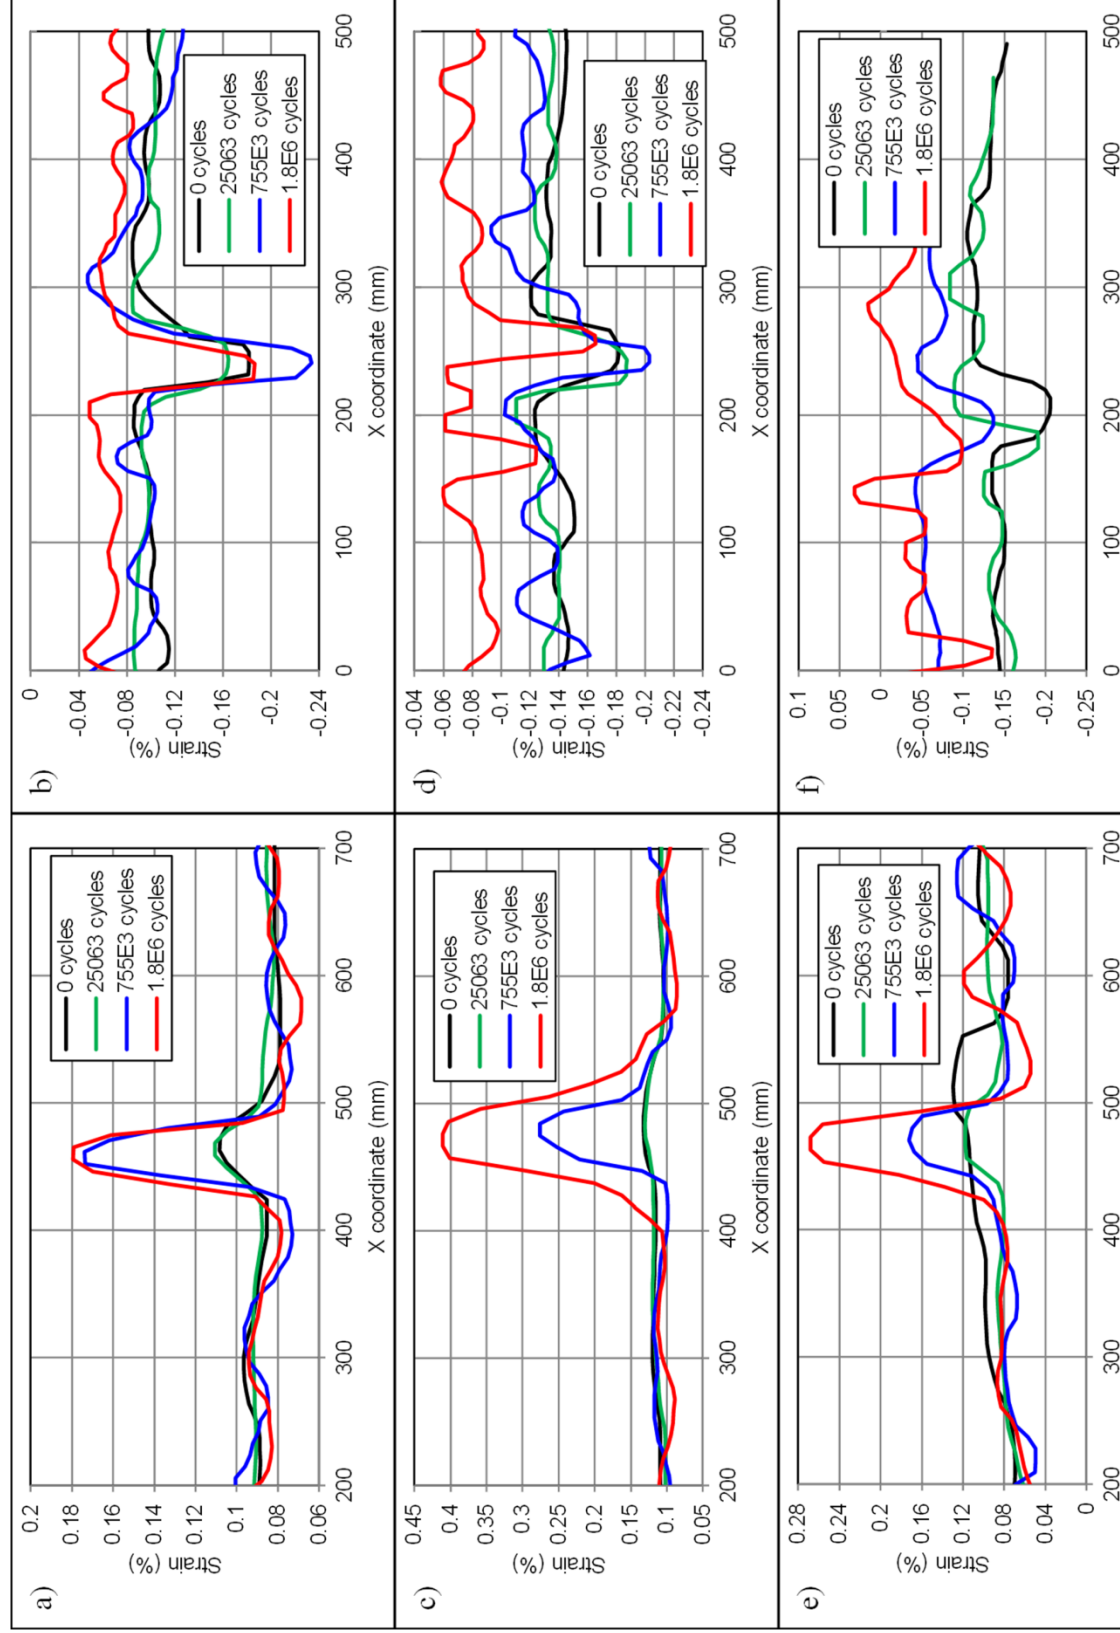 a)
Strain (%)
0.2
0.18
0.16
0.14
0.12
0.1
0.08
0.06
200
300
400
500
600
700
X coordinate (mm)
0 cycles
25063 cycles
755E3 cycles
1.8E6 cycles
b)
Strain (%)
0
-0.04
-0.08
-0.12
-0.16
-0.2
-0.24
0
100
200
300
400
500
X coordinate (mm)
0 cycles
25063 cycles
755E3 cycles
1.8E6 cycles
c)
Strain (%)
0.45
0.4
0.35
0.3
0.25
0.2
0.15
0.1
0.05
200
300
400
500
600
700
X coordinate (mm)
0 cycles
25063 cycles
755E3 cycles
1.8E6 cycles
d)
Strain (%)
-0.04
-0.06
-0.08
-0.1
-0.12
-0.14
-0.16
-0.18
-0.2
-0.22
-0.24
0
100
200
300
400
500
X coordinate (mm)
0 cycles
25063 cycles
755E3 cycles
1.8E6 cycles
e)
Strain (%)
0.28
0.24
0.2
0.16
0.12
0.08
0.04
0
200
300
400
500
600
700
0 cycles
25063 cycles
755E3 cycles
1.8E6 cycles
f)
Strain (%)
0.1
0.05
0
-0.05
-0.1
-0.15
-0.2
-0.25
0
100
200
300
400
500
0 cycles
25063 cycles
755E3 cycles
1.8E6 cycles